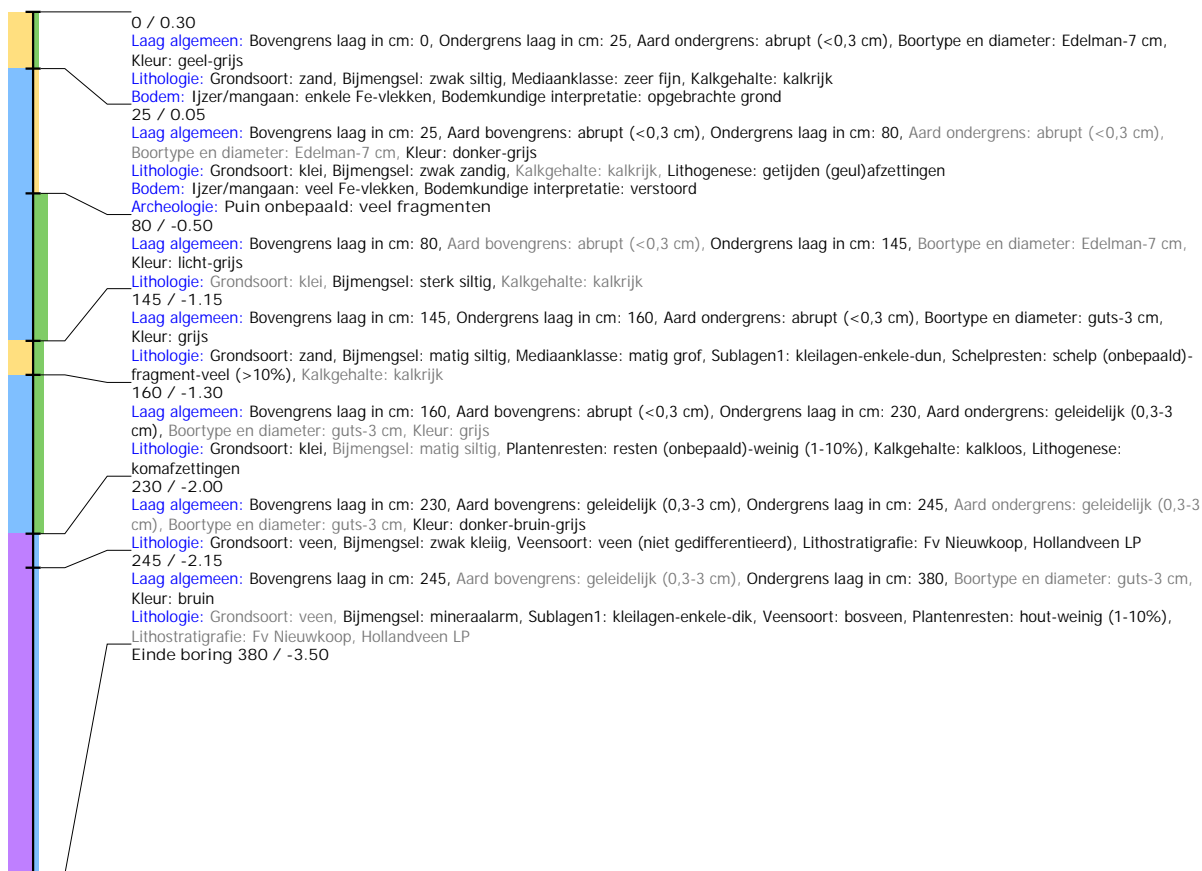 0 / 0.30
Laag algemeen: Bovengrens laag in cm: 0, Ondergrens laag in cm: 25, Aard ondergrens: abrupt (<0,3 cm), Boortype en diameter: Edelman-7 cm,
Kleur: geel-grijs
Lithologie: Grondsoort: zand, Bijmengsel: zwak siltig, Mediaanklasse: zeer fijn, Kalkgehalte: kalkrijk
Bodem: Ijzer/mangaan: enkele Fe-vlekken, Bodemkundige interpretatie: opgebrachte grond
25 / 0.05
Laag algemeen: Bovengrens laag in cm: 25, Aard bovengrens: abrupt (<0,3 cm), Ondergrens laag in cm: 80, Aard ondergrens: abrupt (<0,3 cm),
Boortype en diameter: Edelman-7 cm, Kleur: donker-grijs
Lithologie: Grondsoort: klei, Bijmengsel: zwak zandig, Kalkgehalte: kalkrijk, Lithogenese: getijden (geul)afzettingen
Bodem: Ijzer/mangaan: veel Fe-vlekken, Bodemkundige interpretatie: verstoord
Archeologie: Puin onbepaald: veel fragmenten
80 / -0.50
Laag algemeen: Bovengrens laag in cm: 80, Aard bovengrens: abrupt (<0,3 cm), Ondergrens laag in cm: 145, Boortype en diameter: Edelman-7 cm,
Kleur: licht-grijs
Lithologie: Grondsoort: klei, Bijmengsel: sterk siltig, Kalkgehalte: kalkrijk
145 / -1.15
Laag algemeen: Bovengrens laag in cm: 145, Ondergrens laag in cm: 160, Aard ondergrens: abrupt (<0,3 cm), Boortype en diameter: guts-3 cm,
Kleur: grijs
Lithologie: Grondsoort: zand, Bijmengsel: matig siltig, Mediaanklasse: matig grof, Sublagen1: kleilagen-enkele-dun, Schelpresten: schelp (onbepaald)-
fragment-veel (>10%), Kalkgehalte: kalkrijk
160 / -1.30
Laag algemeen: Bovengrens laag in cm: 160, Aard bovengrens: abrupt (<0,3 cm), Ondergrens laag in cm: 230, Aard ondergrens: geleidelijk (0,3-3
cm), Boortype en diameter: guts-3 cm, Kleur: grijs
Lithologie: Grondsoort: klei, Bijmengsel: matig siltig, Plantenresten: resten (onbepaald)-weinig (1-10%), Kalkgehalte: kalkloos, Lithogenese:
komafzettingen
230 / -2.00
Laag algemeen: Bovengrens laag in cm: 230, Aard bovengrens: geleidelijk (0,3-3 cm), Ondergrens laag in cm: 245, Aard ondergrens: geleidelijk (0,3-3
cm), Boortype en diameter: guts-3 cm, Kleur: donker-bruin-grijs
Lithologie: Grondsoort: veen, Bijmengsel: zwak kleiig, Veensoort: veen (niet gedifferentieerd), Lithostratigrafie: Fv Nieuwkoop, Hollandveen LP
245 / -2.15
Laag algemeen: Bovengrens laag in cm: 245, Aard bovengrens: geleidelijk (0,3-3 cm), Ondergrens laag in cm: 380, Boortype en diameter: guts-3 cm,
Kleur: bruin
Lithologie: Grondsoort: veen, Bijmengsel: mineraalarm, Sublagen1: kleilagen-enkele-dik, Veensoort: bosveen, Plantenresten: hout-weinig (1-10%),
Lithostratigrafie: Fv Nieuwkoop, Hollandveen LP
Einde boring 380 / -3.50